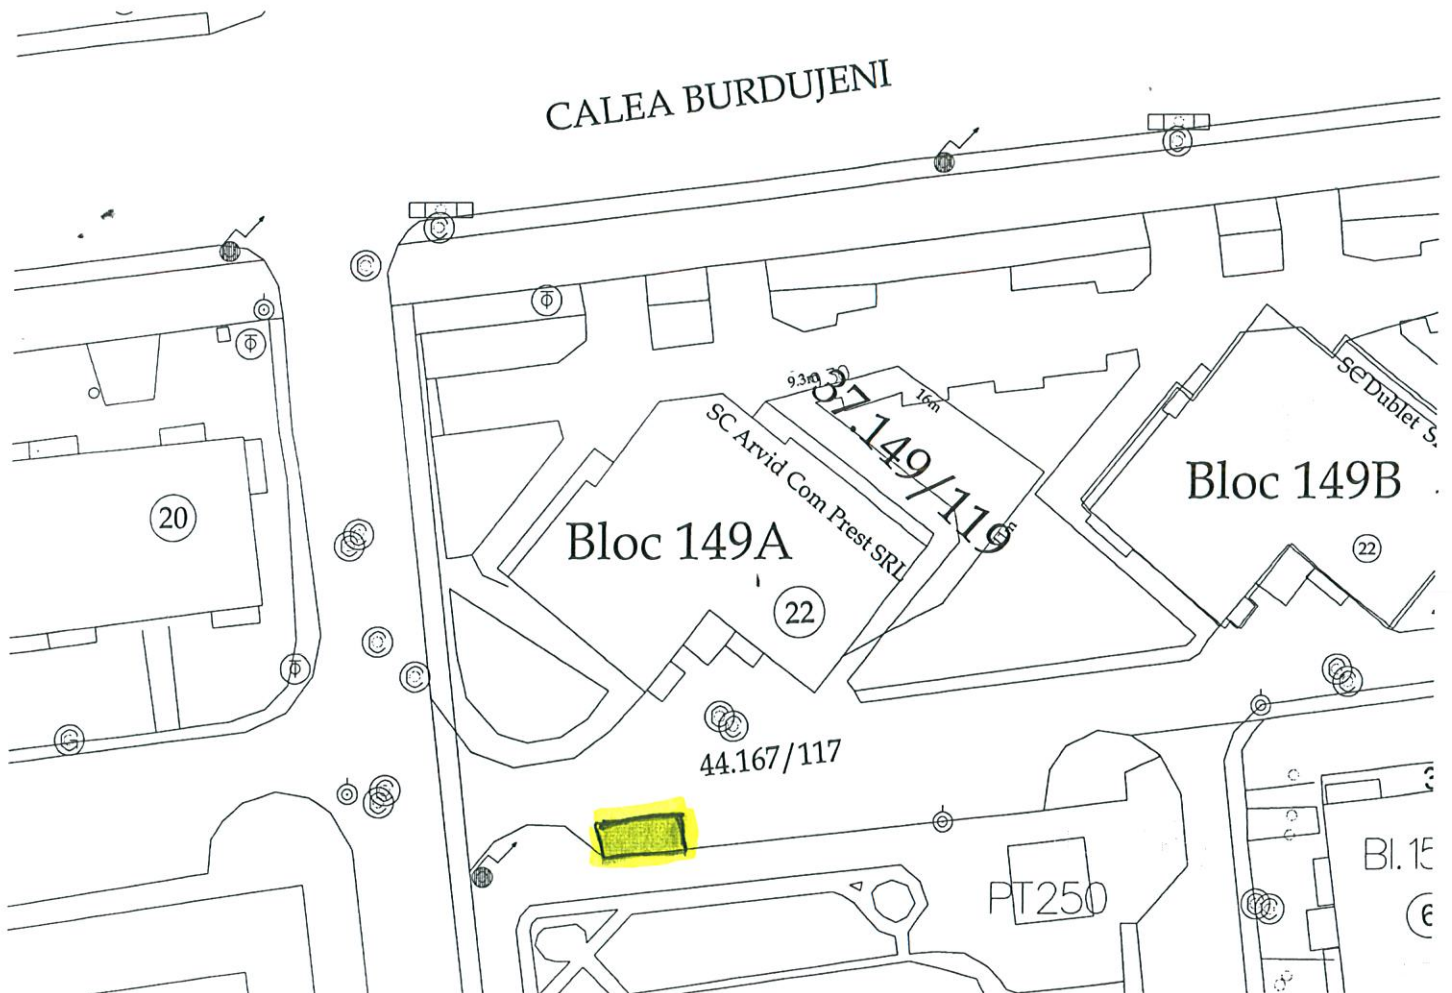 CALEA BURDUJENI
9.3m
16m
37.149/119
SC Arvid Com Prest SRL
Bloc 149A
22
SC Dublet S
Bloc 149B
22
20
44.167/117
PT250
Bl. 15
6